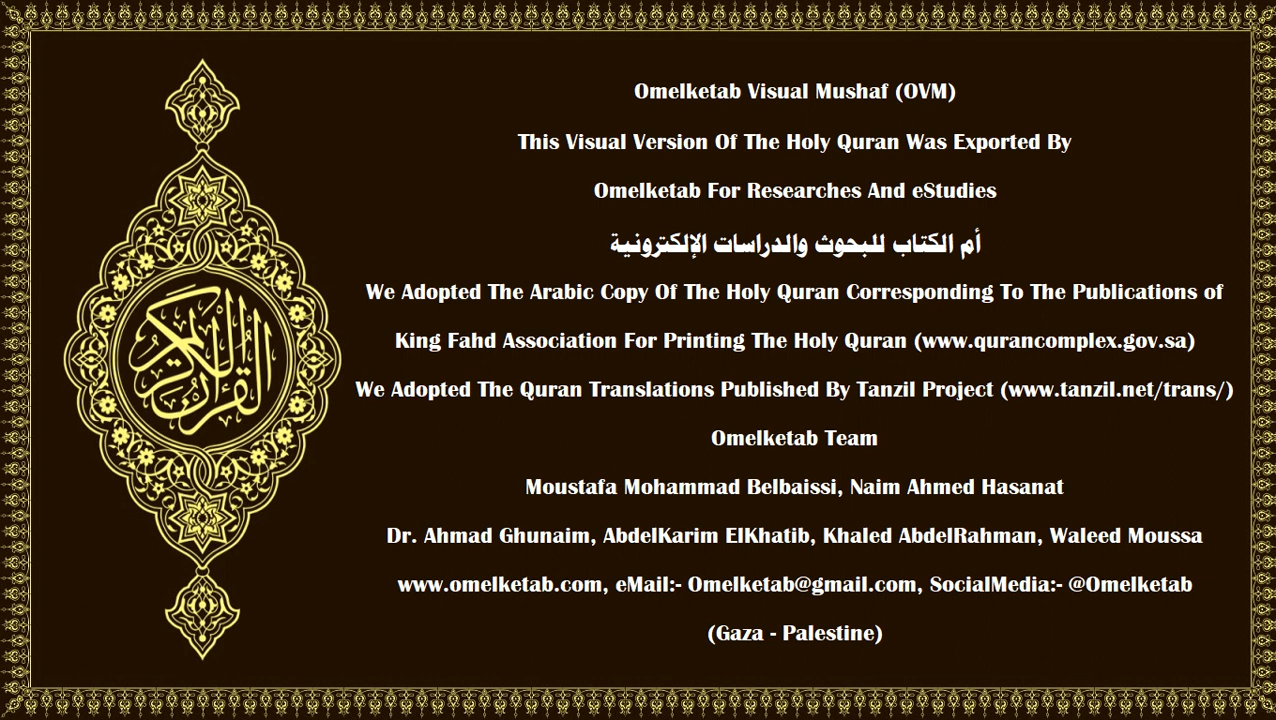 Omelketab Visual Mushaf (OVM)
This Visual Version Of The Holy Quran Was Exported By
Omelketab For Researches And eStudies
أم الكتاب للبحوث والدراسات الإلكترونية
We Adopted The Arabic Copy Of The Holy Quran Corresponding To The Publications of
King Fahd Association For Printing The Holy Quran (www.qurancomplex.gov.sa)
We Adopted The Quran Translations Published By Tanzil Project (www.tanzil.net/trans/)
Omelketab Team
Moustafa Mohammad Belbaissi, Naim Ahmed Hasanat
Dr. Ahmad Ghunaim, AbdelKarim ElKhatib, Khaled AbdelRahman, Waleed Moussa
www.omelketab.com, eMail:- Omelketab@gmail.com, SocialMedia:- @Omelketab
(Gaza - Palestine)
القرآن الكريم